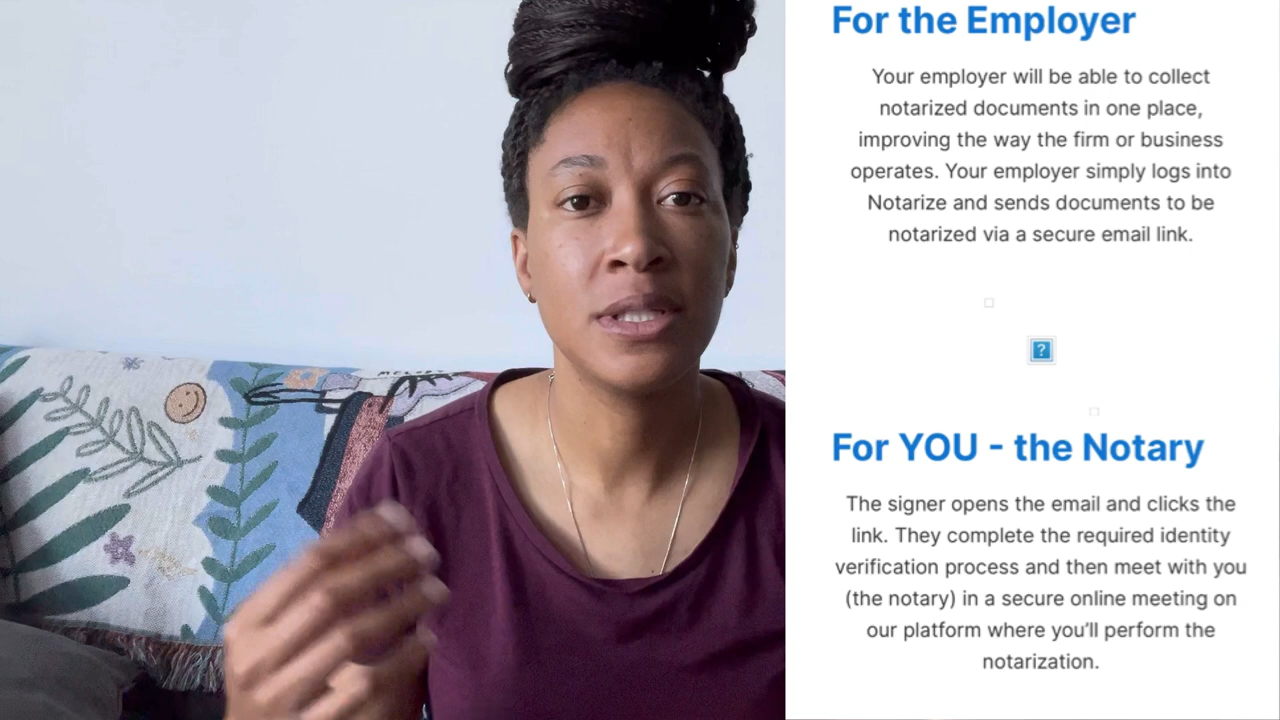 For the Employer
Your employer will be able to collect
notarized documents in one place,
improving the way the firm or business
operates. Your employer simply logs into
Notarize and sends documents to be
notarized via a secure email link.
?
For YOU - the Notary
The signer opens the email and clicks the
link. They complete the required identity
verification process and then meet with you
(the notary) in a secure online meeting on
our platform where you’ll perform the
notarization.